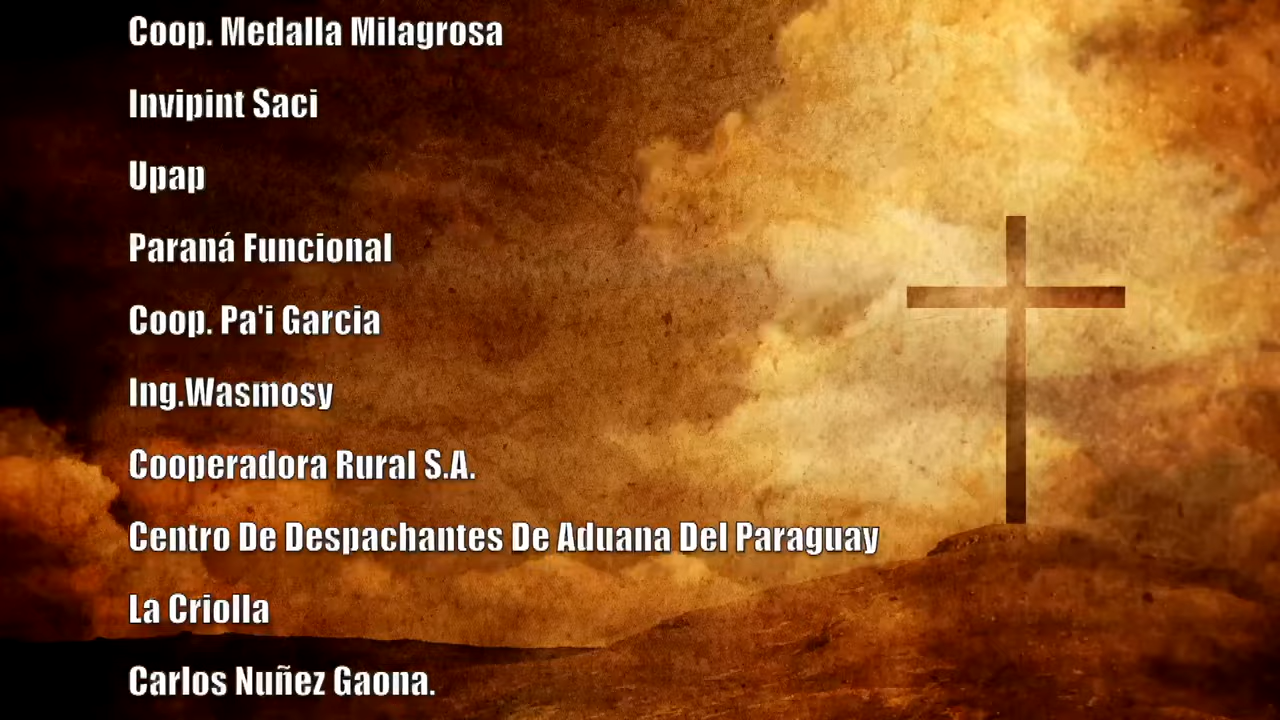 Coop. Medalla Milagrosa
Invipint Saci
Upap
Paraná Funcional
Coop. Pa'i Garcia
Ing.Wasmosy
Cooperadora Rural S.A.
Centro De Despachantes De Aduana Del Paraguay
La Criolla
Carlos Nuñez Gaona.